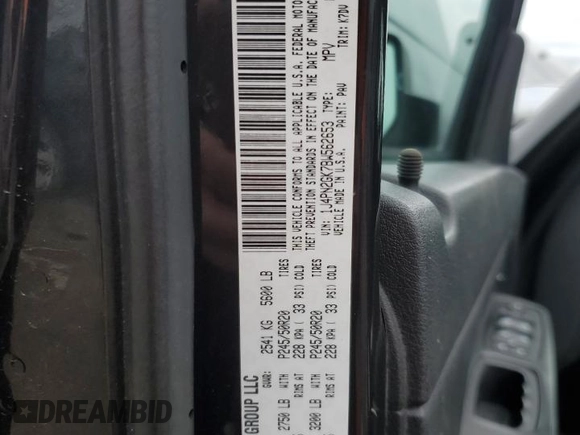 GROUP LLC
GVWR: 2541 KG 5600 LB
2750 LB WITH P245/50R20 TIRES
RIMS AT 228 KPA ( 33 PSI) COLD
3200 LB WITH P245/50R20 TIRES
RIMS AT 228 KPA ( 33 PSI) COLD
THIS VEHICLE CONFORMS TO ALL APPLICABLE U.S.A. FEDERAL MOTOR
THEFT PREVENTION STANDARDS IN EFFECT ON THE DATE OF MANUFAC
VIN: 1J4PN2GK7BW562653 TYPE: MPV
VEHICLE MADE IN U.S.A. PAINT: PAV TRIM: K7DV
DREAMBID